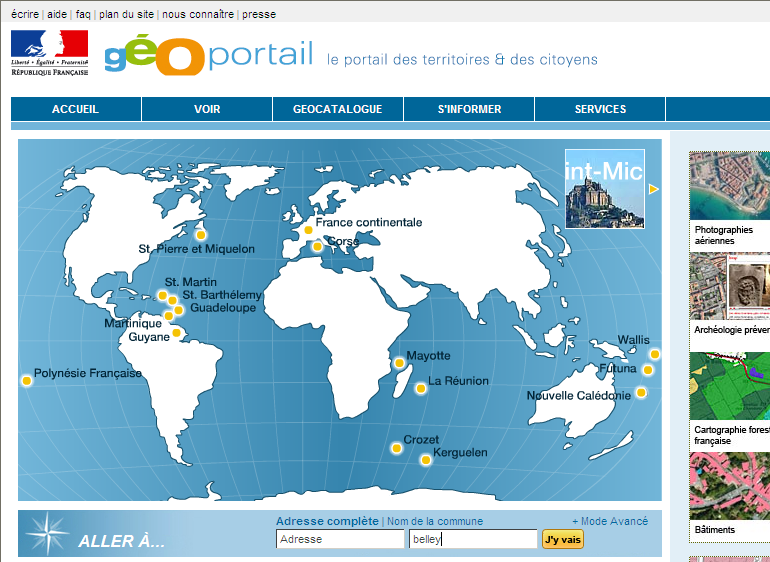 écrire | aide | faq | plan du site | nous connaître | presse
Liberté • Égalité • Fraternité
RÉPUBLIQUE FRANÇAISE
géoportail le portail des territoires & des citoyens
ACCUEIL VOIR GEOCATALOGUE S'INFORMER SERVICES
int-Mic
France continentale
Corse
St. Pierre et Miquelon
St. Martin
St. Barthélemy
Guadeloupe
Martinique
Guyane
Polynésie Française
Mayotte
La Réunion
Wallis
Futuna
Nouvelle Calédonie
Crozet
Kerguelen
Photographies
aériennes
Archéologie préver
Cartographie forest
française
Bâtiments
ALLER À...
Adresse complète | Nom de la commune + Mode Avancé
Adresse belley J'y vais